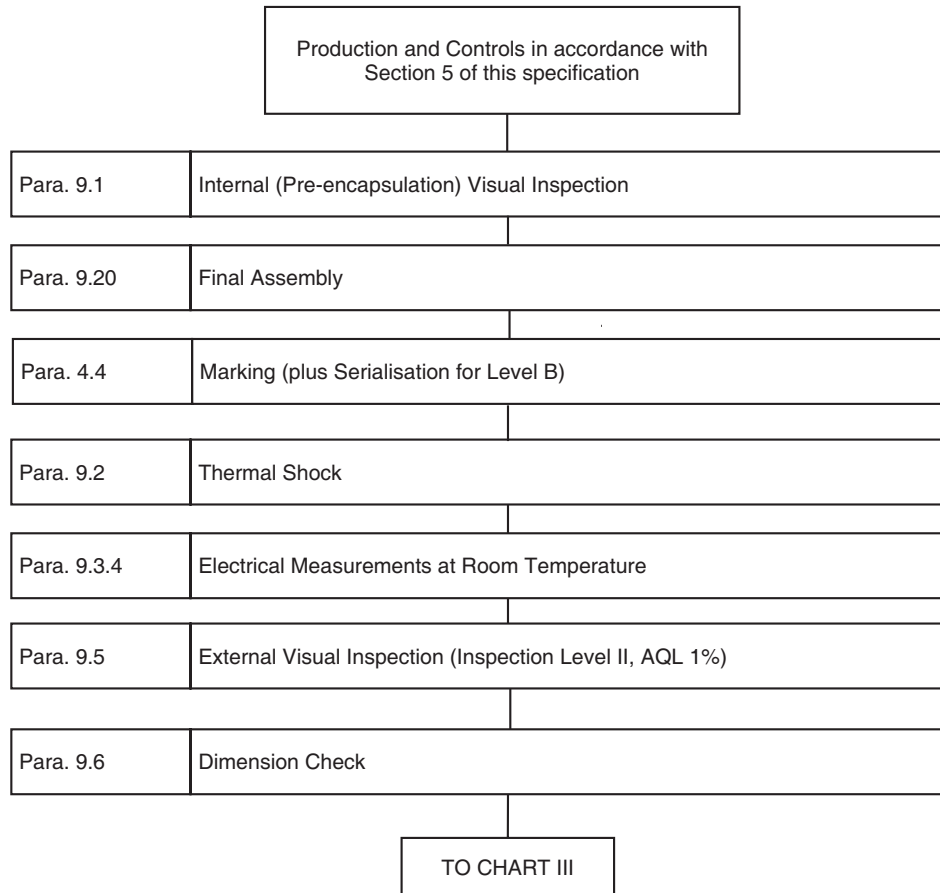 Production and Controls in accordance with
Section 5 of this specification
Para. 9.1 Internal (Pre-encapsulation) Visual Inspection
Para. 9.20 Final Assembly
Para. 4.4 Marking (plus Serialisation for Level B)
Para. 9.2 Thermal Shock
Para. 9.3.4 Electrical Measurements at Room Temperature
Para. 9.5 External Visual Inspection (Inspection Level II, AQL 1%)
Para. 9.6 Dimension Check
TO CHART III